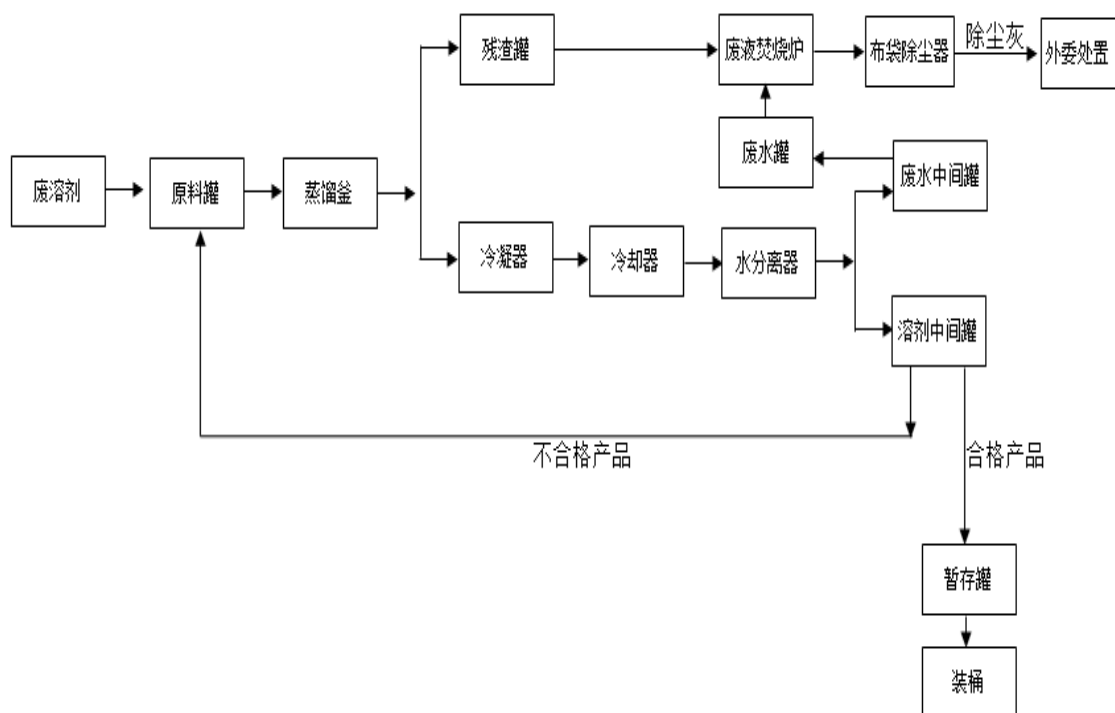 残渣罐
废液焚烧炉
布袋除尘器
除尘灰
外委处置
废水罐
废水中间罐
废溶剂
原料罐
蒸馏釜
冷凝器
冷却器
水分离器
溶剂中间罐
不合格产品
合格产品
暂存罐
装桶